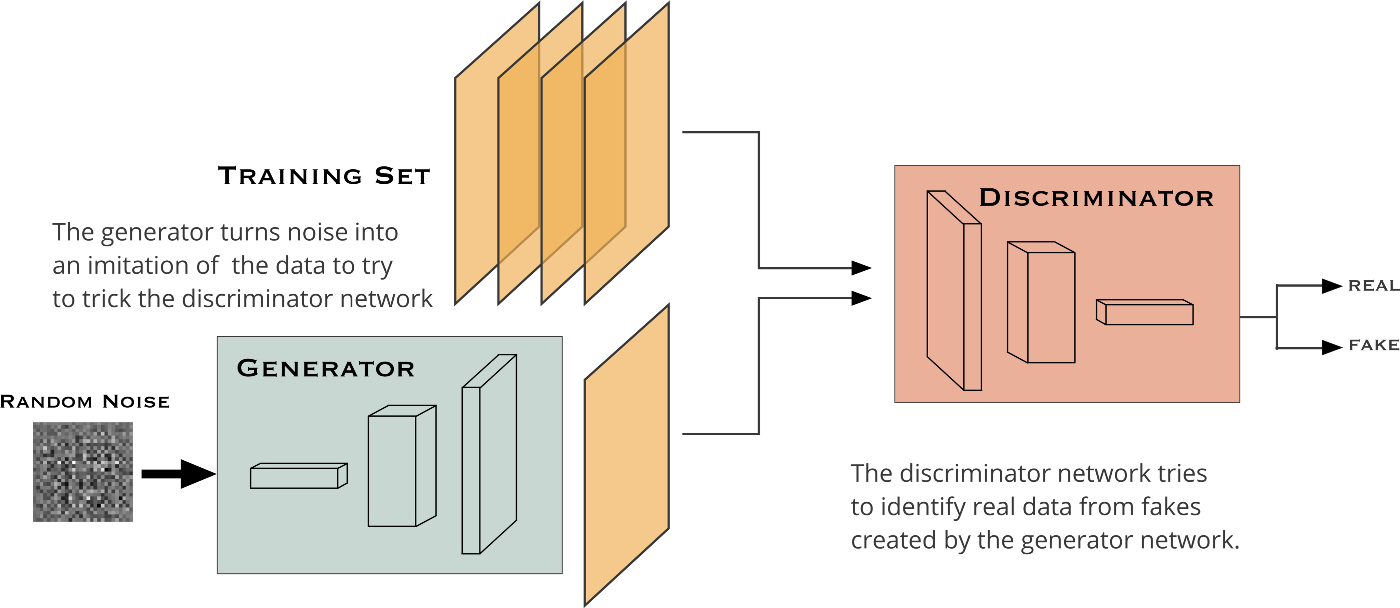 TRAINING SET
The generator turns noise into
an imitation of  the data to try
to trick the discriminator network
GENERATOR
RANDOM NOISE
DISCRIMINATOR
REAL
FAKE
The discriminator network tries
to identify real data from fakes
created by the generator network.